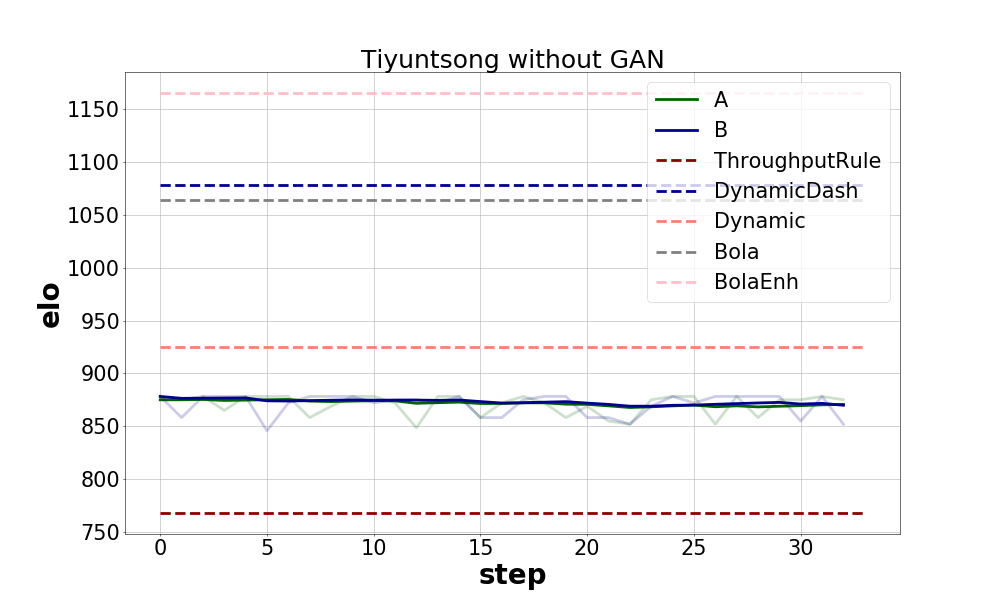 Tiyuntsong without GAN
elo
1150
1100
1050
1000
950
900
850
800
750
0 5 10 15 20 25 30
step
A
B
ThroughputRule
DynamicDash
Dynamic
Bola
BolaEnh